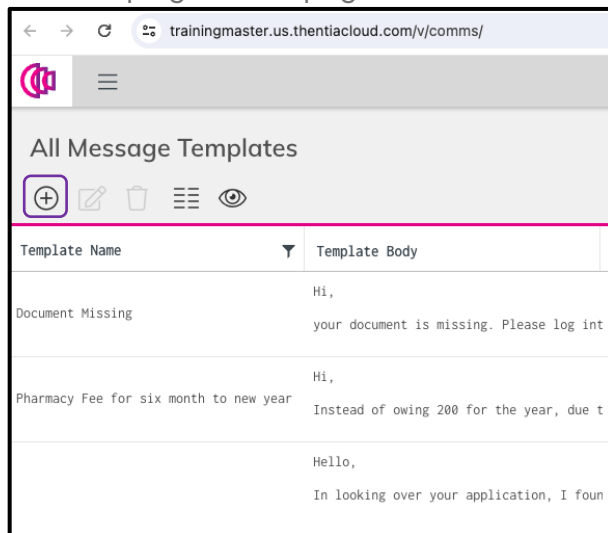 trainingmaster.us.thentiacloud.com/v/comms/
All Message Templates
Template Name Template Body
Hi,
Document Missing
your document is missing. Please log int
Hi,
Pharmacy Fee for six month to new year
Instead of owing 200 for the year, due t
Hello,
In looking over your application, I foun